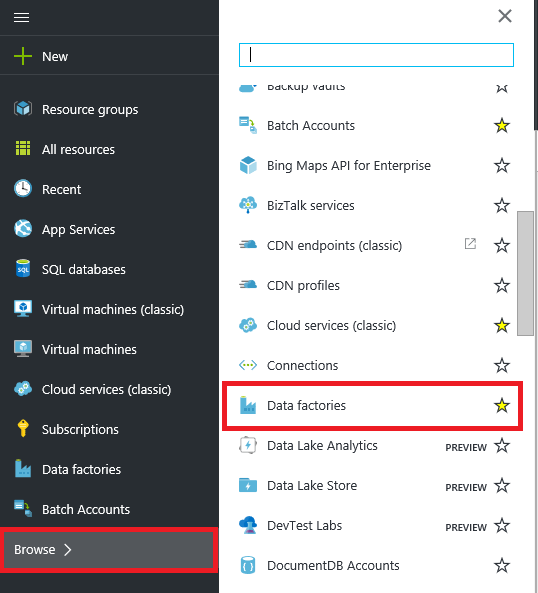 New
Resource groups
All resources
Recent
App Services
SQL databases
Virtual machines (classic)
Virtual machines
Cloud services (classic)
Subscriptions
Data factories
Batch Accounts
Browse
Backup vaults
Batch Accounts
Bing Maps API for Enterprise
BizTalk services
CDN endpoints (classic)
CDN profiles
Cloud services (classic)
Connections
Data factories
Data Lake Analytics PREVIEW
Data Lake Store PREVIEW
DevTest Labs PREVIEW
DocumentDB Accounts